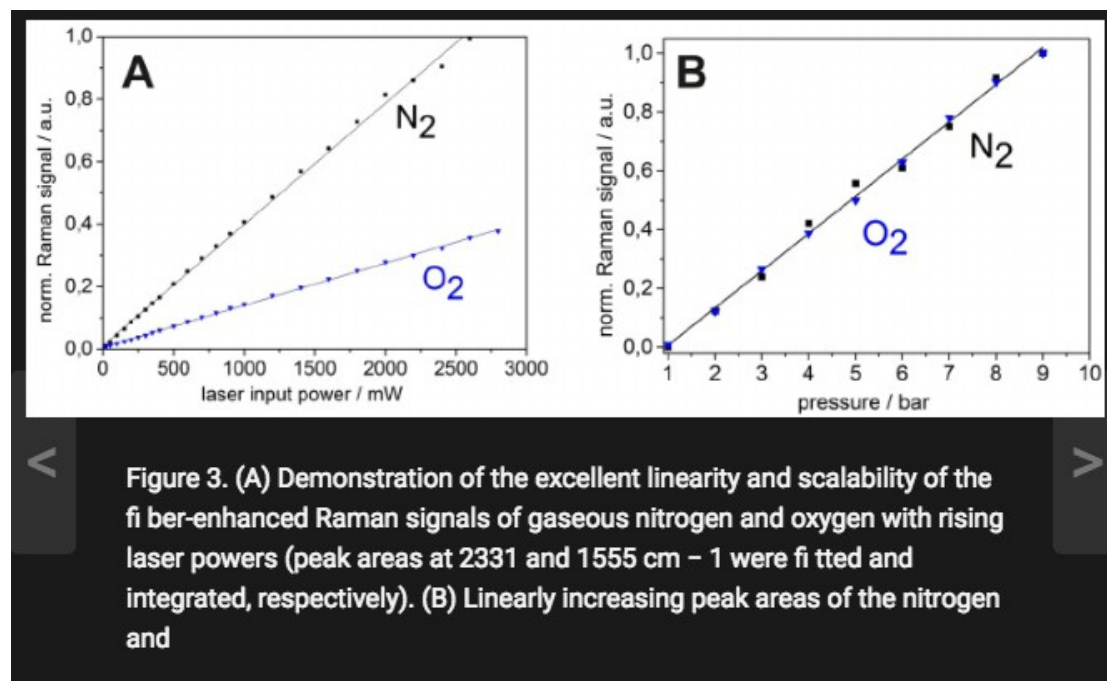 A
norm. Raman signal / a.u.
1,0
0,8
0,6
0,4
0,2
0,0
N2
O2
0 500 1000 1500 2000 2500 3000
laser input power / mW
B
norm. Raman signal / a.u.
1,0
0,8
0,6
0,4
0,2
0,0
N2
O2
1 2 3 4 5 6 7 8 9 10
pressure / bar
<
>
Figure 3. (A) Demonstration of the excellent linearity and scalability of the
fi ber-enhanced Raman signals of gaseous nitrogen and oxygen with rising
laser powers (peak areas at 2331 and 1555 cm − 1 were fi tted and
integrated, respectively). (B) Linearly increasing peak areas of the nitrogen
and